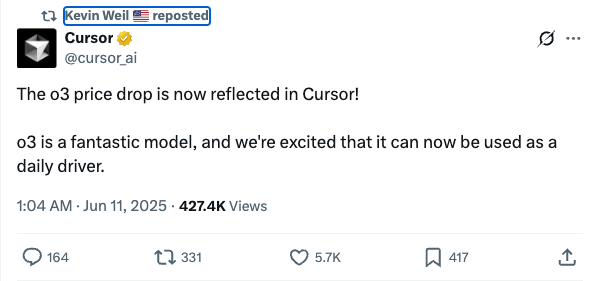 Kevin Weil 🇺🇸 reposted
Cursor
@cursor_ai
The o3 price drop is now reflected in Cursor!
o3 is a fantastic model, and we're excited that it can now be used as a
daily driver.
1:04 AM · Jun 11, 2025 · 427.4K Views
164 331 5.7K 417